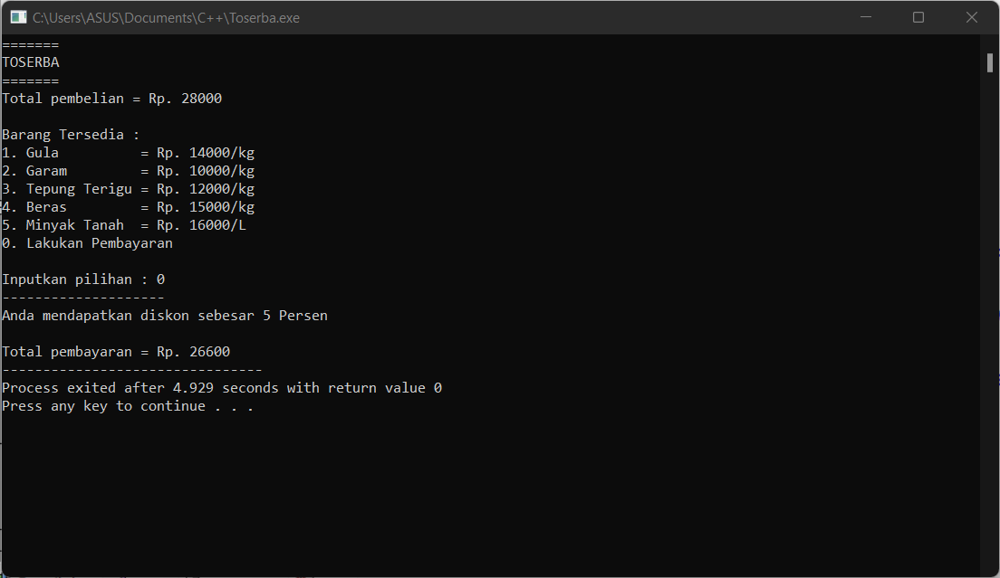 C:\Users\ASUS\Documents\C++\Toserba.exe
=======
TOSERBA
=======
Total pembelian = Rp. 28000
Barang Tersedia :
1. Gula          = Rp. 14000/kg
2. Garam         = Rp. 10000/kg
3. Tepung Terigu = Rp. 12000/kg
4. Beras         = Rp. 15000/kg
5. Minyak Tanah  = Rp. 16000/L
0. Lakukan Pembayaran
Inputkan pilihan : 0
--------------------
Anda mendapatkan diskon sebesar 5 Persen
Total pembayaran = Rp. 26600
--------------------------------
Process exited after 4.929 seconds with return value 0
Press any key to continue . . .